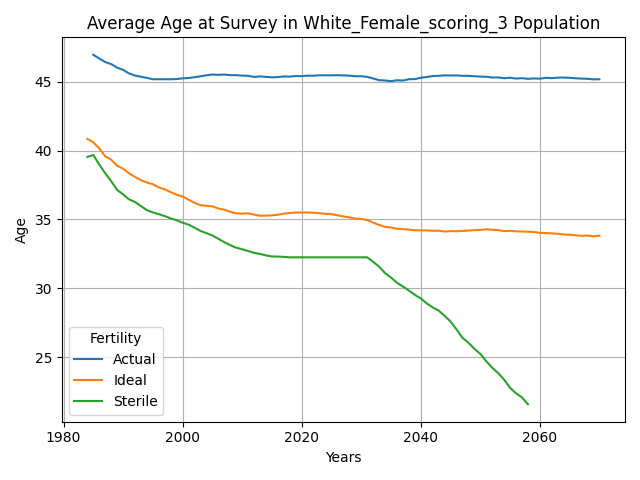 Average Age at Survey in White_Female_scoring_3 Population
Age
45
40
35
30
25
Fertility
Actual
Ideal
Sterile
1980
2000
2020
2040
2060
Years